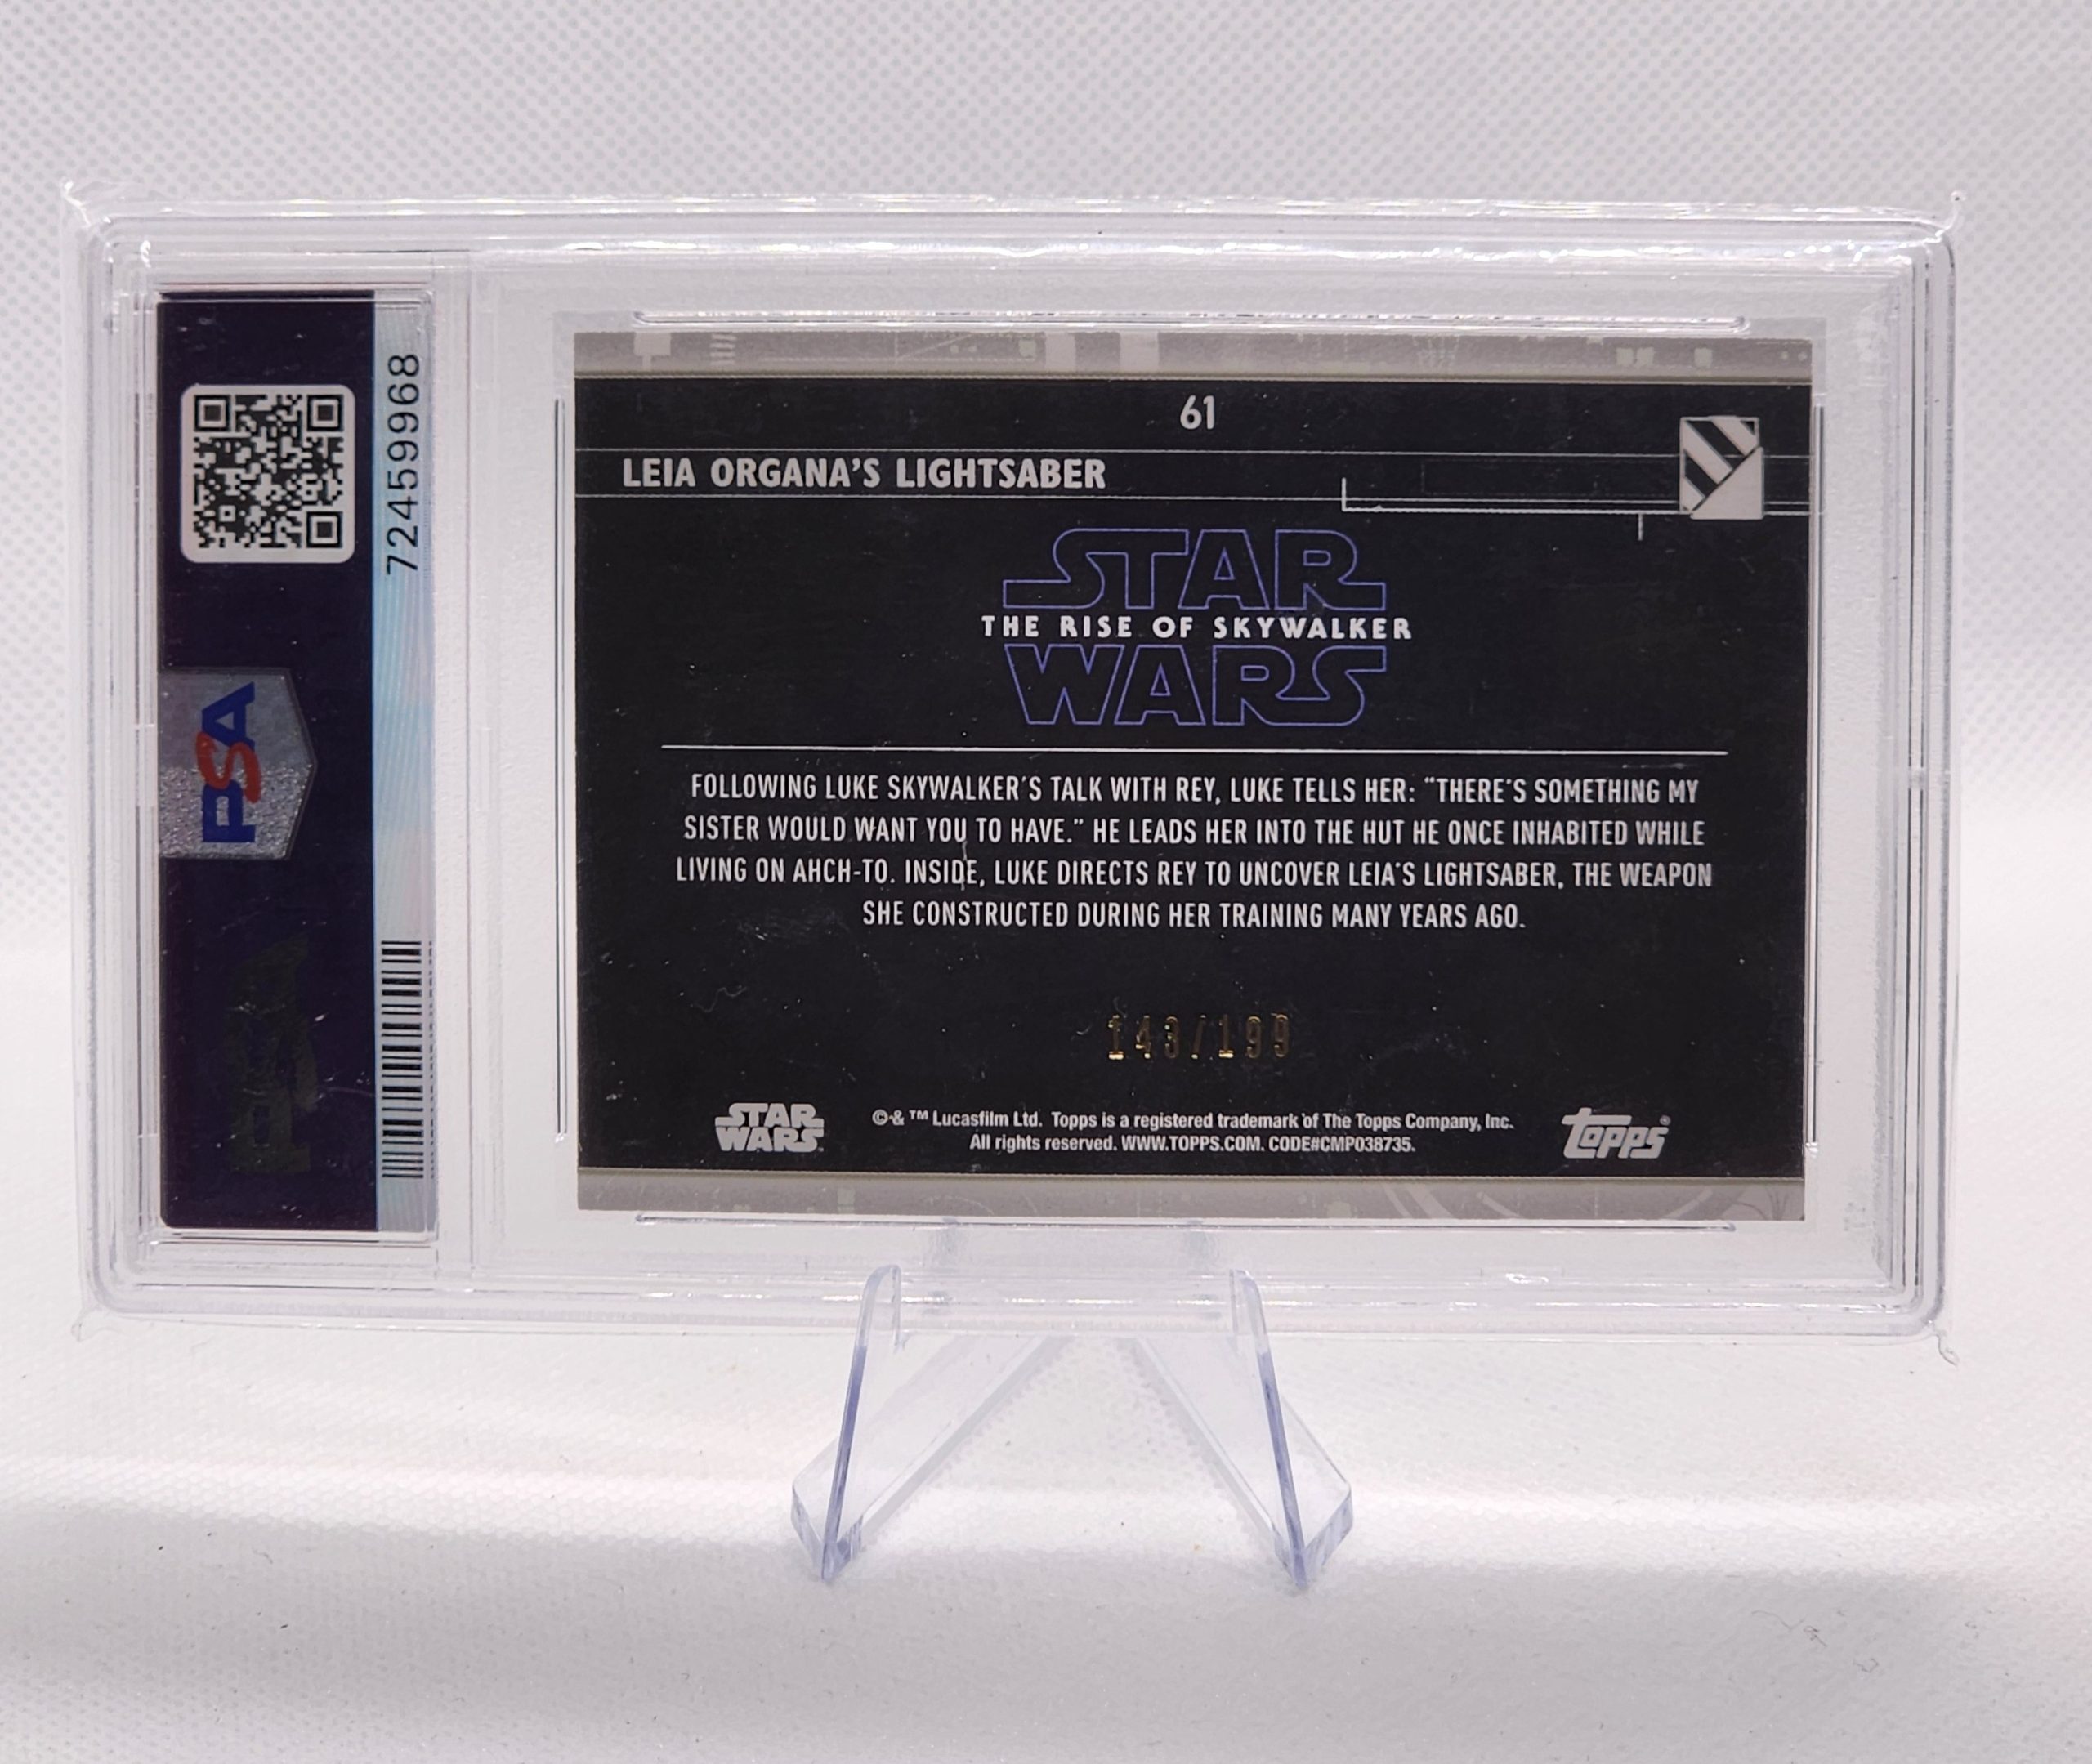 72459968
PSA
61
LEIA ORGANA'S LIGHTSABER
STAR
THE RISE OF SKYWALKER
WARS
FOLLOWING LUKE SKYWALKER'S TALK WITH REY, LUKE TELLS HER: “THERE'S SOMETHING MY
SISTER WOULD WANT YOU TO HAVE.” HE LEADS HER INTO THE HUT HE ONCE INHABITED WHILE
LIVING ON AHCH-TO. INSIDE, LUKE DIRECTS REY TO UNCOVER LEIA'S LIGHTSABER, THE WEAPON
SHE CONSTRUCTED DURING HER TRAINING MANY YEARS AGO.
143/199
STAR
WARS
© & ™ Lucasfilm Ltd. Topps is a registered trademark of The Topps Company, Inc.
All rights reserved. WWW.TOPPS.COM. CODE#CMP038735.
Topps®